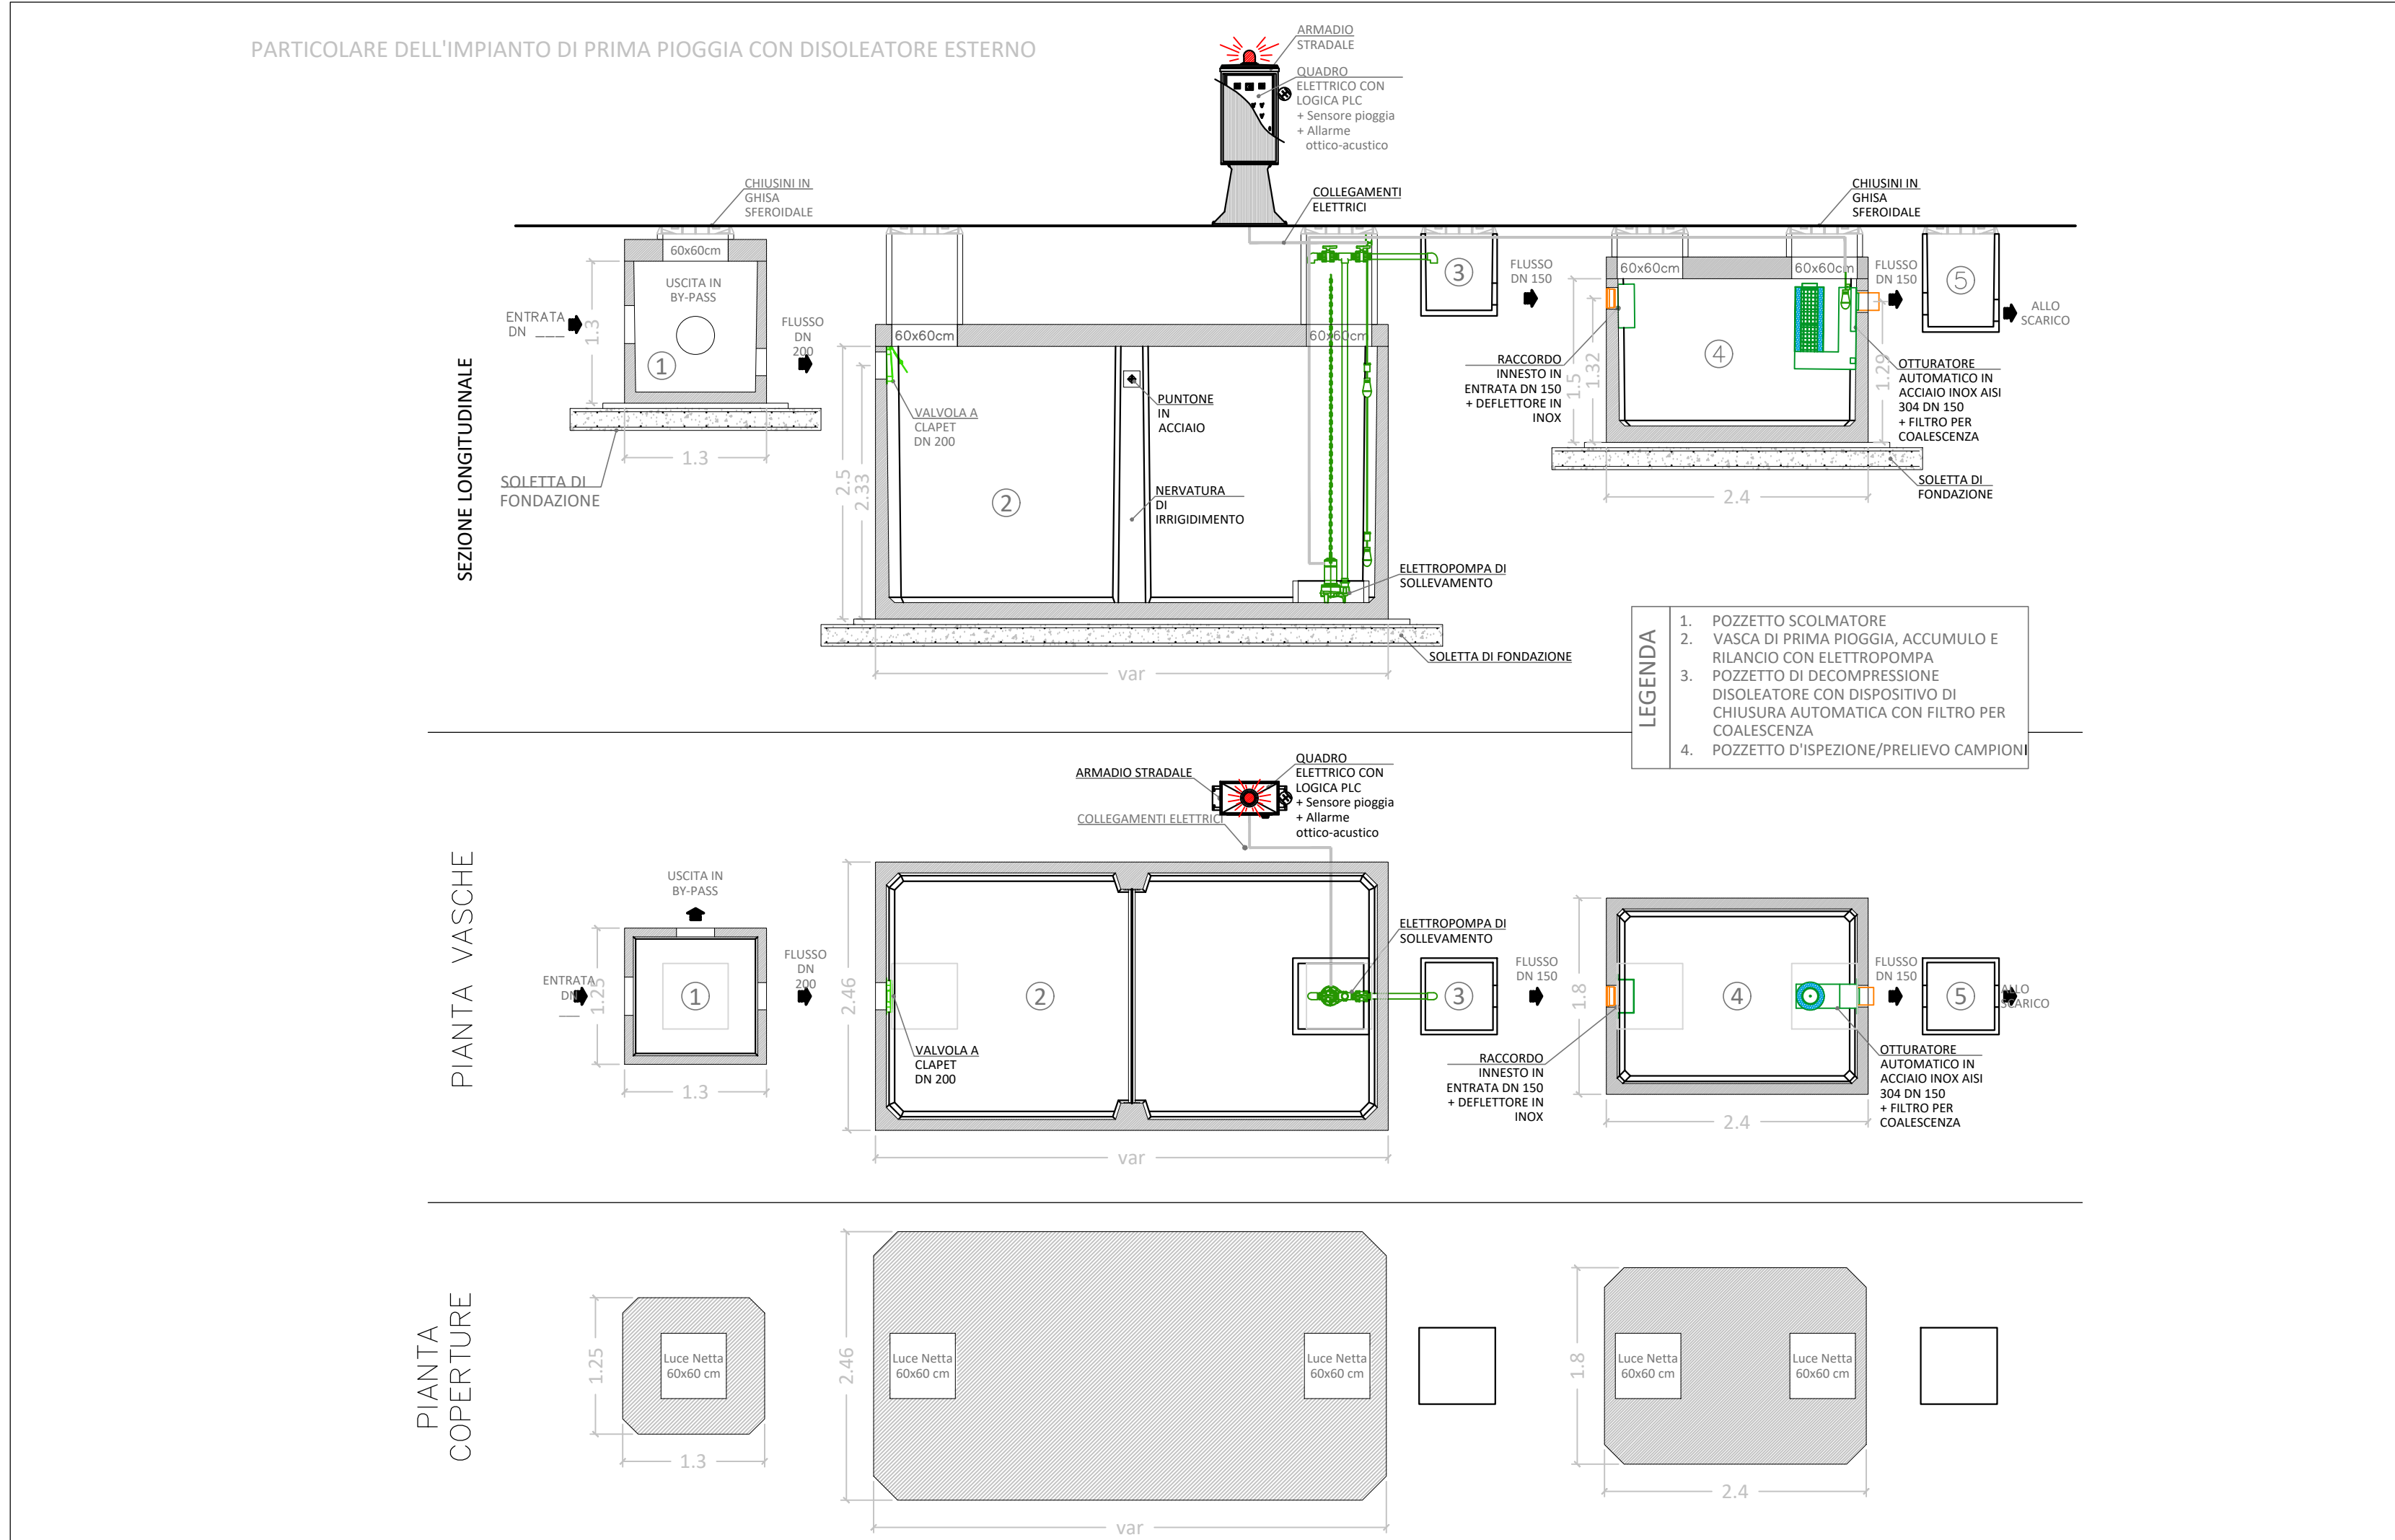 PARTICOLARE DELL'IMPIANTO DI PRIMA PIOGGIA CON DISOLEATORE ESTERNO
ARMADIO
STRADALE
QUADRO
ELETTRICO CON
LOGICA PLC
+ Sensore pioggia
+ Allarme
ottico-acustico
COLLEGAMENTI
ELETTRICI
CHIUSINI IN
GHISA
SFEROIDALE
CHIUSINI IN
GHISA
SFEROIDALE
SEZIONE LONGITUDINALE
60x60cm
USCITA IN
BY-PASS
ENTRATA
DN ___
1.3
1
FLUSSO
DN
200
1.3
SOLETTA DI
FONDAZIONE
60x60cm
60x60cm
VALVOLA A
CLAPET
DN 200
PUNTONE
IN
ACCIAIO
2.5
2.33
2
NERVATURA
DI
IRRIGIDIMENTO
ELETTROPOMPA DI
SOLLEVAMENTO
SOLETTA DI FONDAZIONE
var
3
FLUSSO
DN 150
60x60cm
60x60cm
FLUSSO
DN 150
5
ALLO
SCARICO
4
RACCORDO
INNESTO IN
ENTRATA DN 150
+ DEFLETTORE IN
INOX
1.5
1.32
1.29
OTTURATORE
AUTOMATICO IN
ACCIAIO INOX AISI
304 DN 150
+ FILTRO PER
COALESCENZA
SOLETTA DI
FONDAZIONE
2.4
LEGENDA
1. POZZETTO SCOLMATORE
2. VASCA DI PRIMA PIOGGIA, ACCUMULO E
RILANCIO CON ELETTROPOMPA
3. POZZETTO DI DECOMPRESSIONE
DISOLEATORE CON DISPOSITIVO DI
CHIUSURA AUTOMATICA CON FILTRO PER
COALESCENZA
4. POZZETTO D'ISPEZIONE/PRELIEVO CAMPIONI
PIANTA VASCHE
ARMADIO STRADALE
QUADRO
ELETTRICO CON
LOGICA PLC
+ Sensore pioggia
+ Allarme
ottico-acustico
COLLEGAMENTI ELETTRICI
USCITA IN
BY-PASS
ENTRATA
DN
__
1.25
1
FLUSSO
DN
200
1.3
2.46
2
VALVOLA A
CLAPET
DN 200
ELETTROPOMPA DI
SOLLEVAMENTO
var
3
FLUSSO
DN 150
1.8
4
FLUSSO
DN 150
5
ALLO
SCARICO
RACCORDO
INNESTO IN
ENTRATA DN 150
+ DEFLETTORE IN
INOX
OTTURATORE
AUTOMATICO IN
ACCIAIO INOX AISI
304 DN 150
+ FILTRO PER
COALESCENZA
2.4
PIANTA
COPERTURE
1.25
Luce Netta
60x60 cm
1.3
2.46
Luce Netta
60x60 cm
Luce Netta
60x60 cm
var
1.8
Luce Netta
60x60 cm
Luce Netta
60x60 cm
2.4